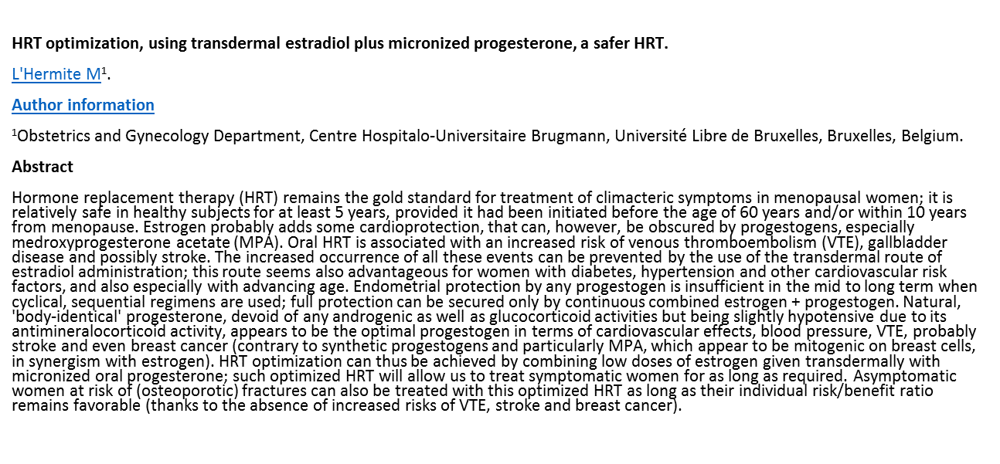 HRT optimization, using transdermal estradiol plus micronized progesterone, a safer HRT.
L'Hermite M¹.
Author information
¹Obstetrics and Gynecology Department, Centre Hospitalo-Universitaire Brugmann, Université Libre de Bruxelles, Bruxelles, Belgium.
Abstract
Hormone replacement therapy (HRT) remains the gold standard for treatment of climacteric symptoms in menopausal women; it is
relatively safe in healthy subjects for at least 5 years, provided it had been initiated before the age of 60 years and/or within 10 years
from menopause. Estrogen probably adds some cardioprotection, that can, however, be obscured by progestogens, especially
medroxyprogesterone acetate (MPA). Oral HRT is associated with an increased risk of venous thromboembolism (VTE), gallbladder
disease and possibly stroke. The increased occurrence of all these events can be prevented by the use of the transdermal route of
estradiol administration; this route seems also advantageous for women with diabetes, hypertension and other cardiovascular risk
factors, and also especially with advancing age. Endometrial protection by any progestogen is insufficient in the mid to long term when
cyclical, sequential regimens are used; full protection can be secured only by continuous combined estrogen + progestogen. Natural,
'body-identical' progesterone, devoid of any androgenic as well as glucocorticoid activities but being slightly hypotensive due to its
antimineralocorticoid activity, appears to be the optimal progestogen in terms of cardiovascular effects, blood pressure, VTE, probably
stroke and even breast cancer (contrary to synthetic progestogens and particularly MPA, which appear to be mitogenic on breast cells,
in synergism with estrogen). HRT optimization can thus be achieved by combining low doses of estrogen given transdermally with
micronized oral progesterone; such optimized HRT will allow us to treat symptomatic women for as long as required. Asymptomatic
women at risk of (osteoporotic) fractures can also be treated with this optimized HRT as long as their individual risk/benefit ratio
remains favorable (thanks to the absence of increased risks of VTE, stroke and breast cancer).